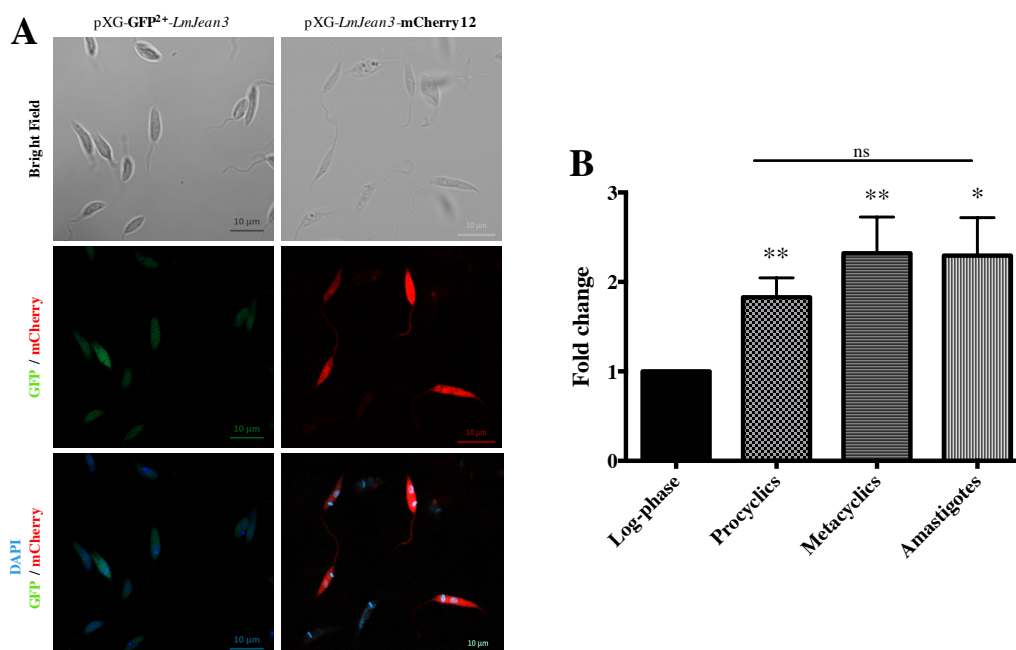 A
pXG-GFP2+-LmJean3
pXG-LmJean3-mCherry12
Bright Field
10 µm
10 µm
GFP / mCherry
10 µm
10 µm
DAPI
GFP / mCherry
10 µm
10 µm
B
ns
**
**
*
Fold change
3
2
1
0
Log-phase
Procyclics
Metacyclics
Amastigotes